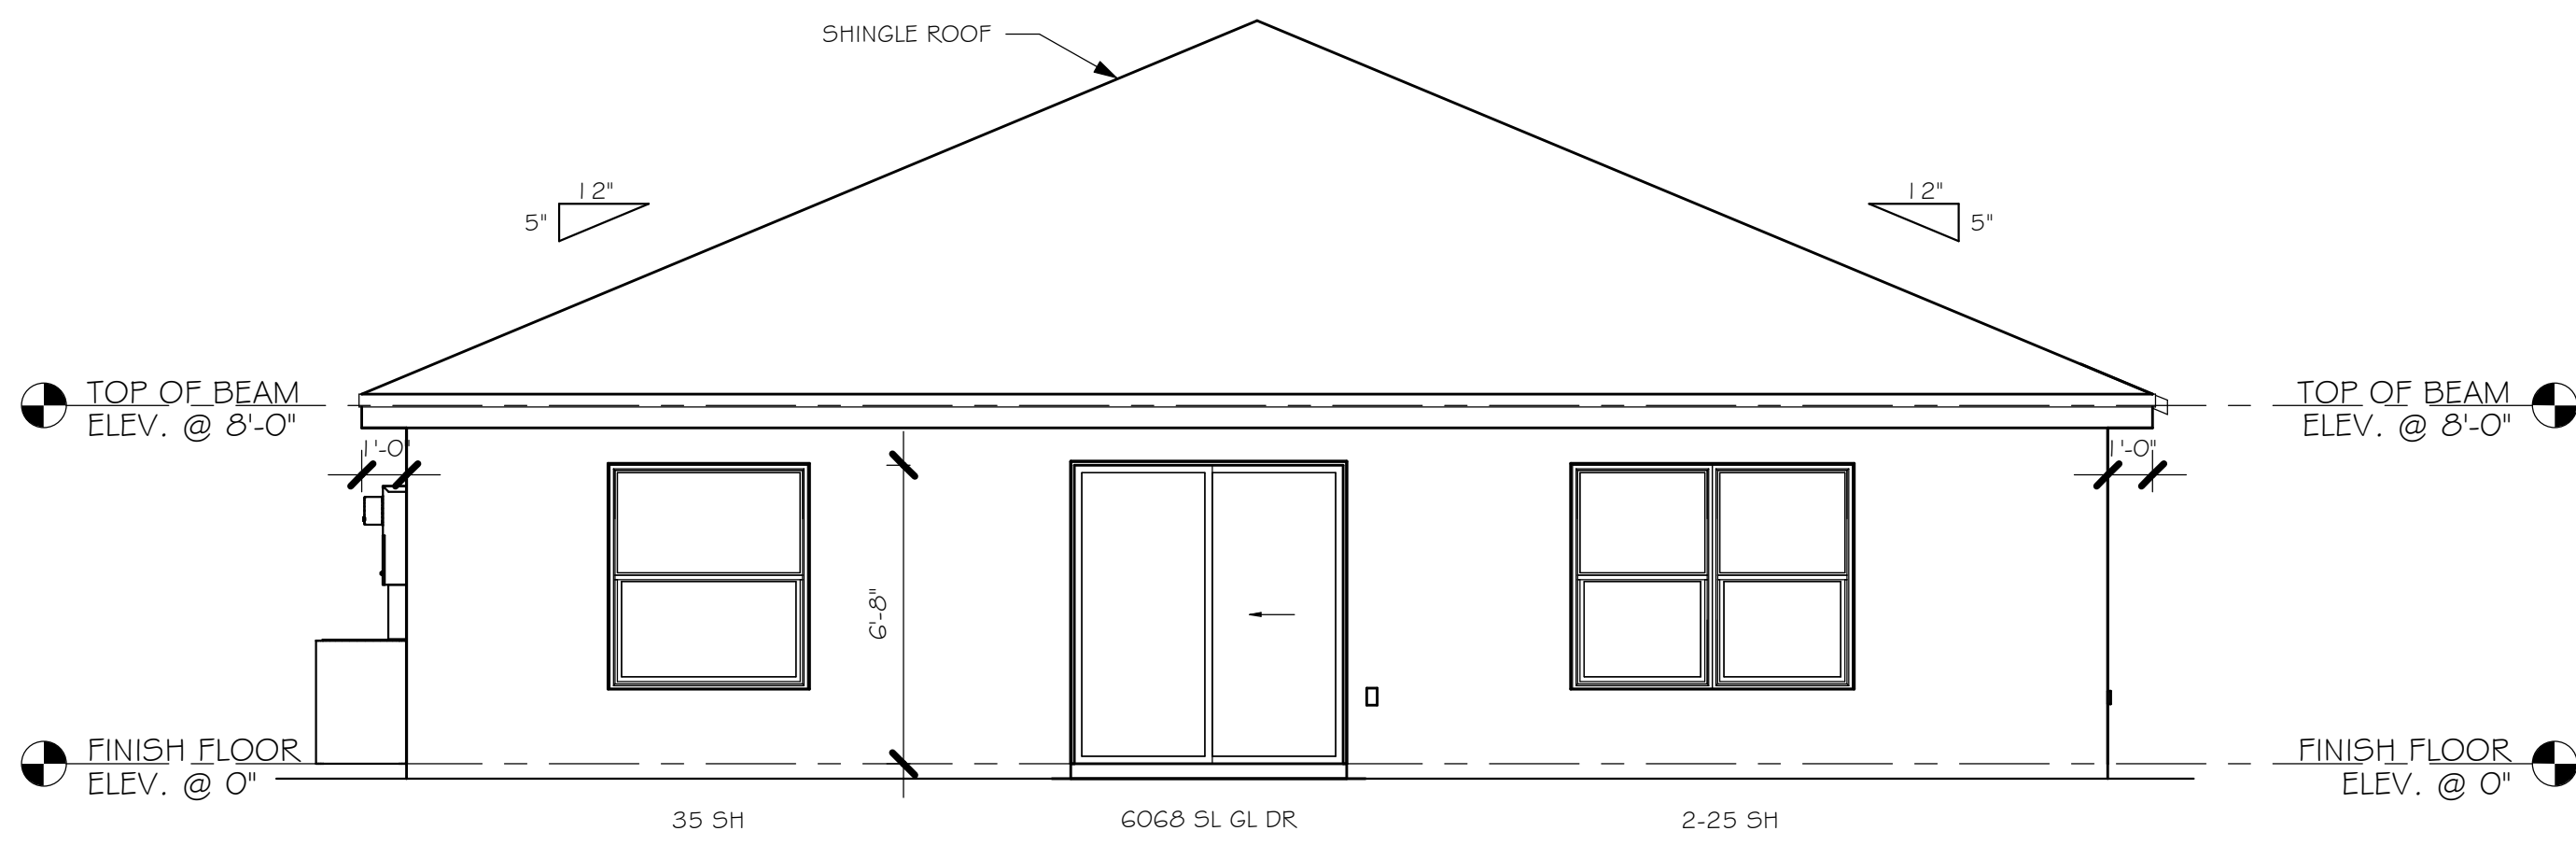 SHINGLE ROOF
12"
5"
12"
5"
TOP OF BEAM
ELEV. @ 8'-0"
TOP OF BEAM
ELEV. @ 8'-0"
1'-0"
1'-0"
6'-8"
FINISH FLOOR
ELEV. @ 0"
FINISH FLOOR
ELEV. @ 0"
35 SH
6068 SL GL DR
2-25 SH